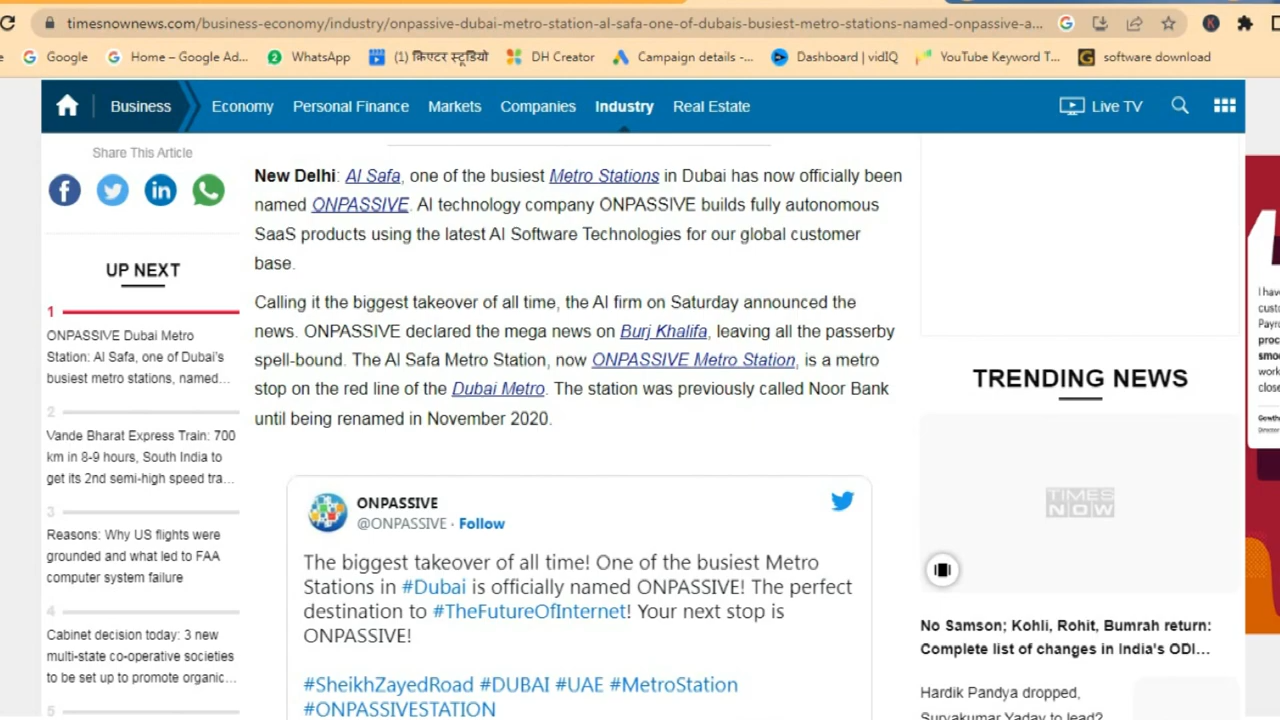 timesnownews.com/business-economy/industry/onpassive-dubai-metro-station-al-safa-one-of-dubais-busiest-metro-stations-named-onpassive-a...
Google
Home – Google Ad...
WhatsApp
(1) क्रिएटर स्टूडियो
DH Creator
Campaign details -...
Dashboard | vidIQ
YouTube Keyword T...
software download
Business
Economy
Personal Finance
Markets
Companies
Industry
Real Estate
Live TV
Share This Article
UP NEXT
1
ONPASSIVE Dubai Metro
Station: Al Safa, one of Dubai's
busiest metro stations, named...
2
Vande Bharat Express Train: 700
km in 8-9 hours, South India to
get its 2nd semi-high speed tra...
3
Reasons: Why US flights were
grounded and what led to FAA
computer system failure
4
Cabinet decision today: 3 new
multi-state co-operative societies
to be set up to promote organic...
5
New Delhi: Al Safa, one of the busiest Metro Stations in Dubai has now officially been
named ONPASSIVE. AI technology company ONPASSIVE builds fully autonomous
SaaS products using the latest AI Software Technologies for our global customer
base.
Calling it the biggest takeover of all time, the AI firm on Saturday announced the
news. ONPASSIVE declared the mega news on Burj Khalifa, leaving all the passerby
spell-bound. The Al Safa Metro Station, now ONPASSIVE Metro Station, is a metro
stop on the red line of the Dubai Metro. The station was previously called Noor Bank
until being renamed in November 2020.
ONPASSIVE
@ONPASSIVE · Follow
The biggest takeover of all time! One of the busiest Metro
Stations in #Dubai is officially named ONPASSIVE! The perfect
destination to #TheFutureOfInternet! Your next stop is
ONPASSIVE!
#SheikhZayedRoad #DUBAI #UAE #MetroStation
#ONPASSIVESTATION
TRENDING NEWS
TIMES
NOW
No Samson; Kohli, Rohit, Bumrah return:
Complete list of changes in India's ODI...
Hardik Pandya dropped,
Suryakumar Yadav to lead?
I have